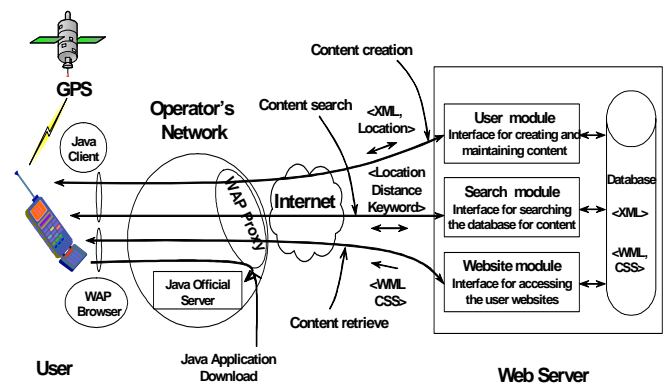 GPS
Operator's
Network
Java
Client
WAP Proxy
Java Official
Server
WAP
Browser
User
Java Application
Download
Content creation
Content search
<XML,
Location>
Internet
<Location
Distance
Keyword>
<WML
CSS>
Content retrieve
User module
Interface for creating and
maintaining content
Search module
Interface for searching
the database for content
Website module
Interface for accessing
the user websites
Database
<XML>
<WML,
CSS>
Web Server